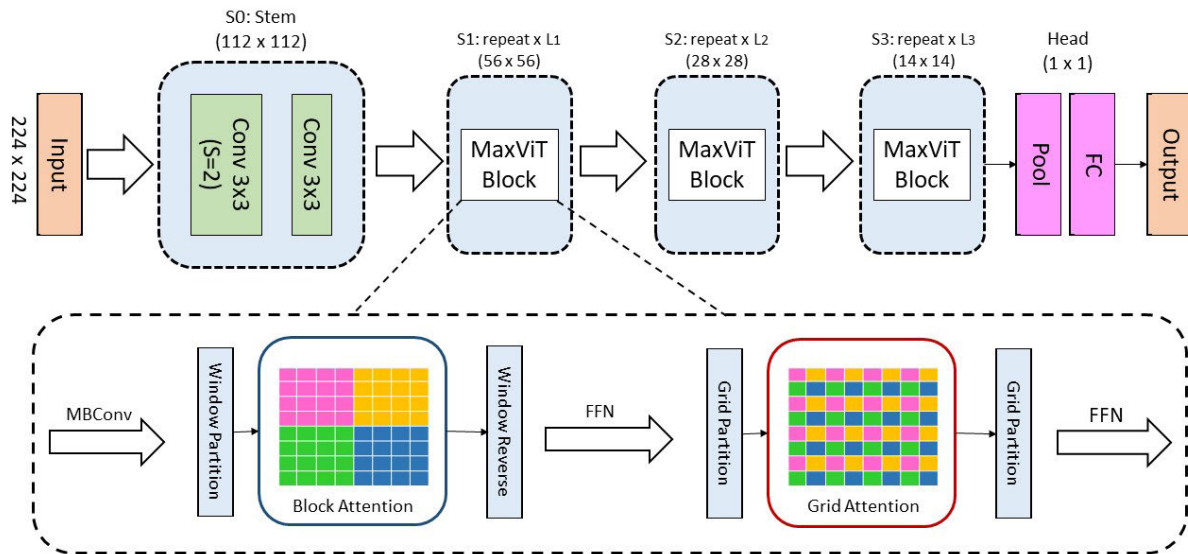 S0: Stem
(112 x 112)
S1: repeat x L1
(56 x 56)
S2: repeat x L2
(28 x 28)
S3: repeat x L3
(14 x 14)
Head
(1 x 1)
224 x 224
Input
Conv 3x3
(S=2)
Conv 3x3
MaxViT
Block
MaxViT
Block
MaxViT
Block
Pool
FC
Output
MBConv
Window Partition
Block Attention
Window Reverse
FFN
Grid Partition
Grid Attention
Grid Partition
FFN